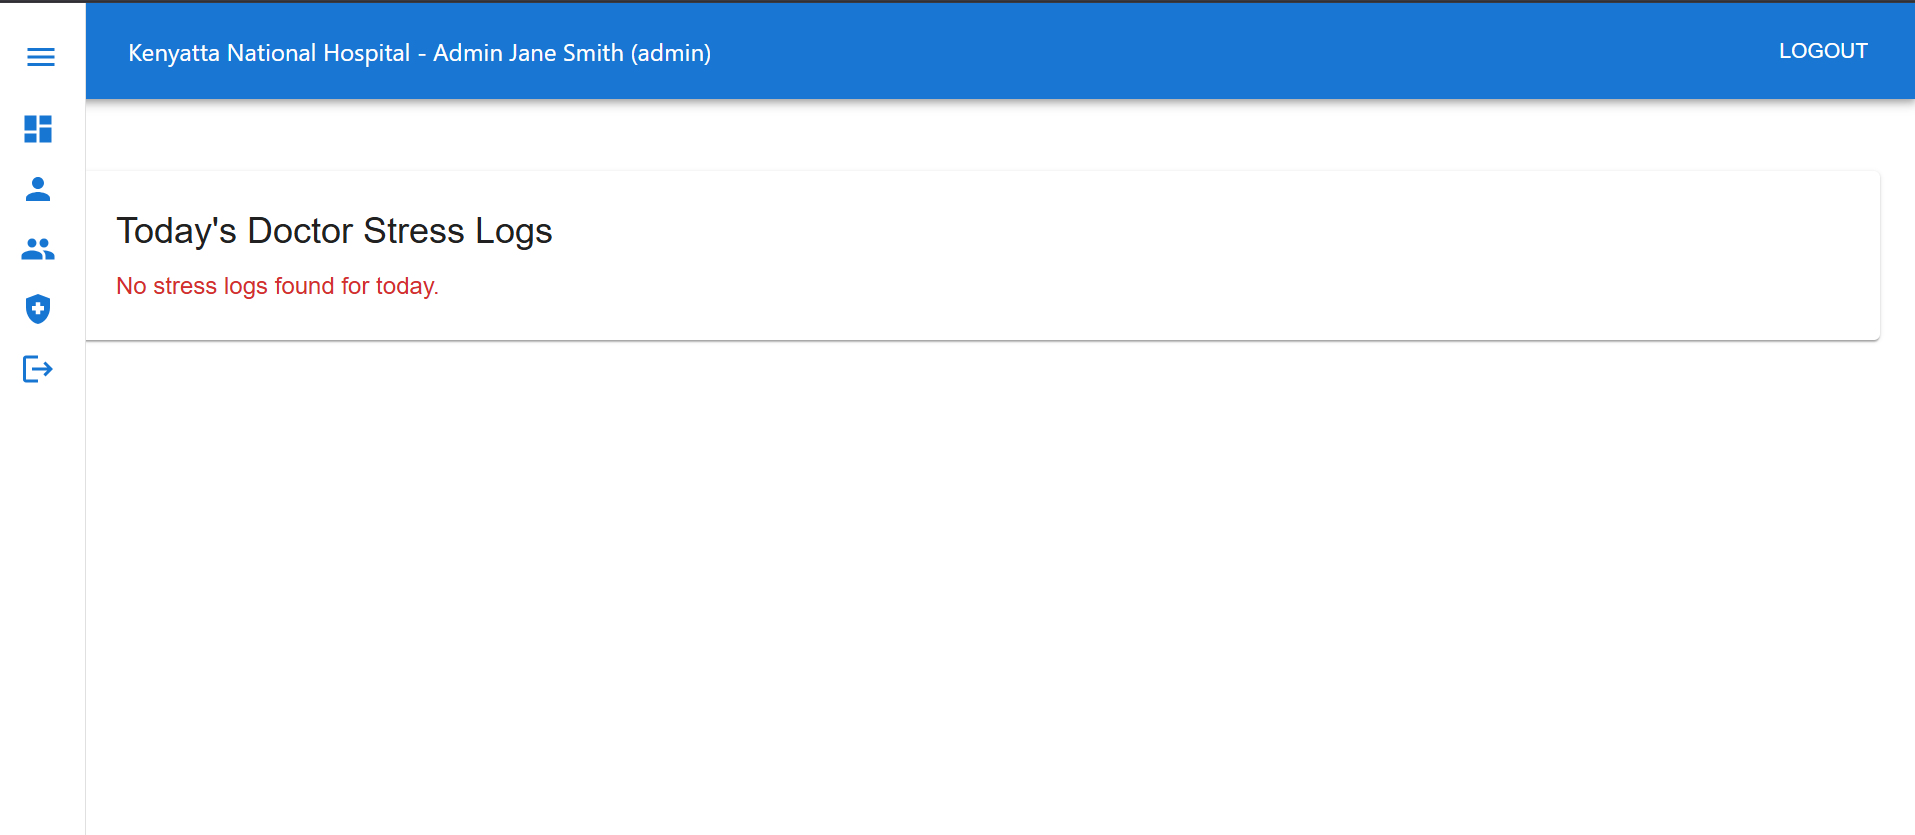 Kenyatta National Hospital - Admin Jane Smith (admin)
LOGOUT
Today's Doctor Stress Logs
No stress logs found for today.